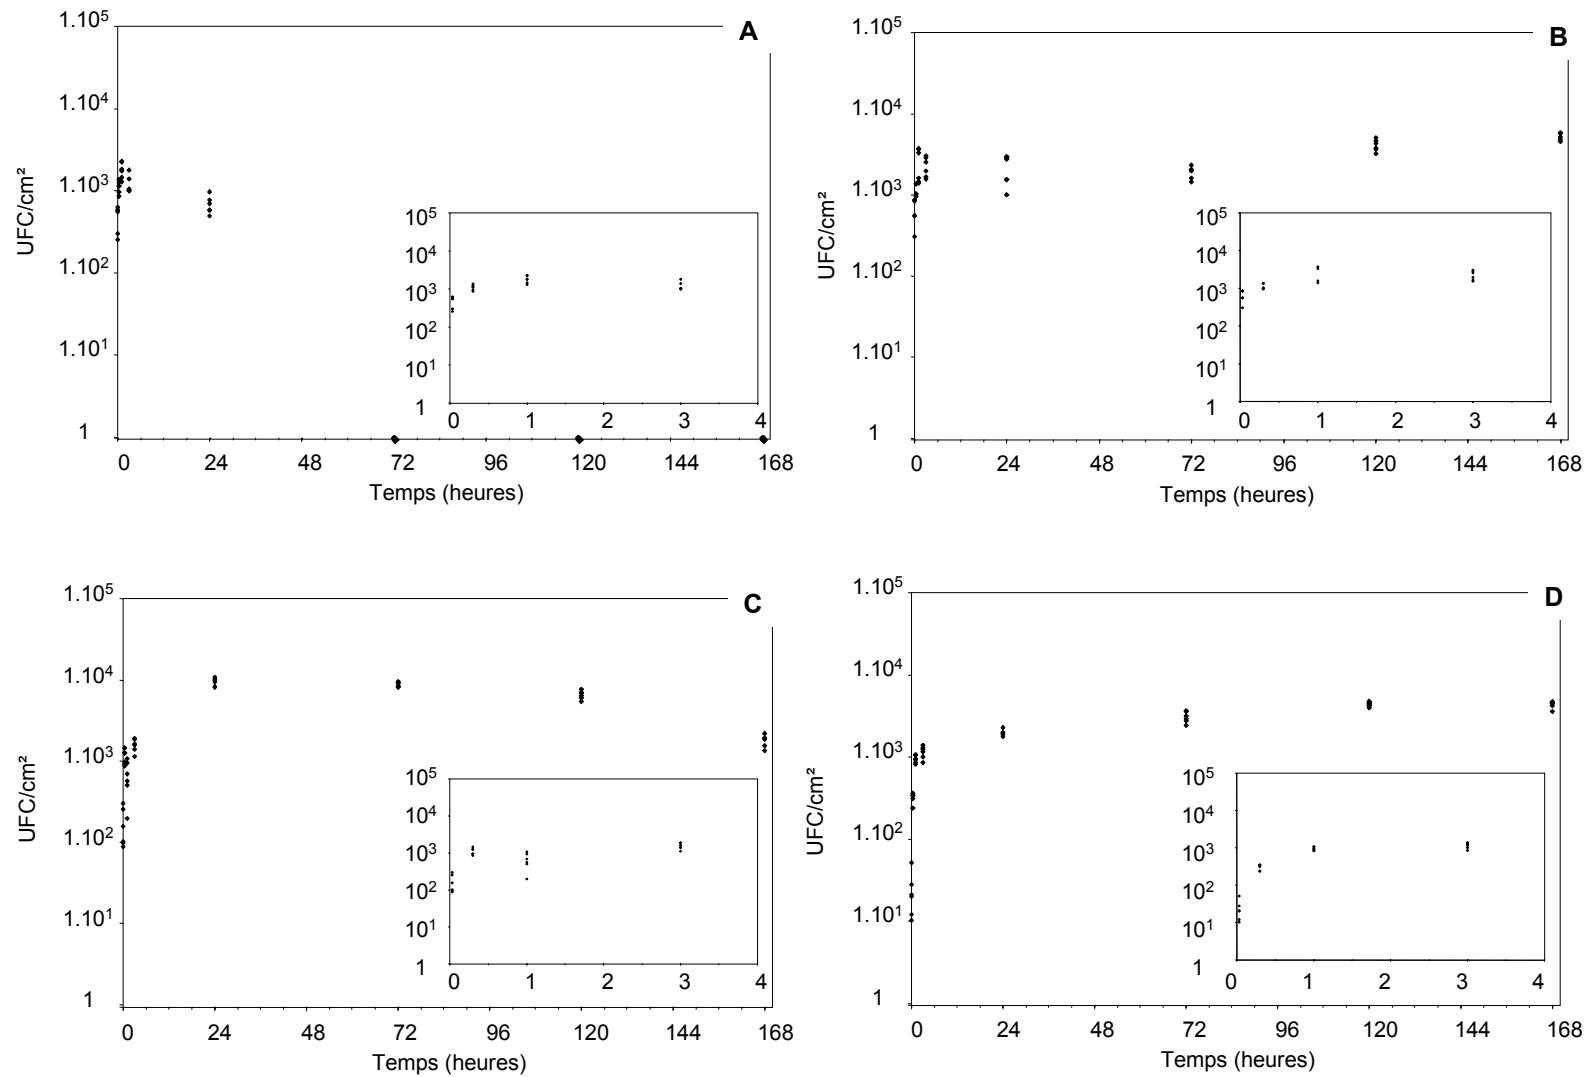 A
1.10⁵
1.10⁴
1.10³
1.10²
1.10¹
1
UFC/cm²
0 24 48 72 96 120 144 168
Temps (heures)
10⁵
10⁴
10³
10²
10¹
1
0 1 2 3 4
B
1.10⁵
1.10⁴
1.10³
1.10²
1.10¹
1
UFC/cm²
0 24 48 72 96 120 144 168
Temps (heures)
10⁵
10⁴
10³
10²
10¹
1
0 1 2 3 4
C
1.10⁵
1.10⁴
1.10³
1.10²
1.10¹
1
UFC/cm²
0 24 48 72 96 120 144 168
Temps (heures)
10⁵
10⁴
10³
10²
10¹
1
0 1 2 3 4
D
1.10⁵
1.10⁴
1.10³
1.10²
1.10¹
1
UFC/cm²
0 24 48 72 96 120 144 168
Temps (heures)
10⁵
10⁴
10³
10²
10¹
1
0 1 2 3 4